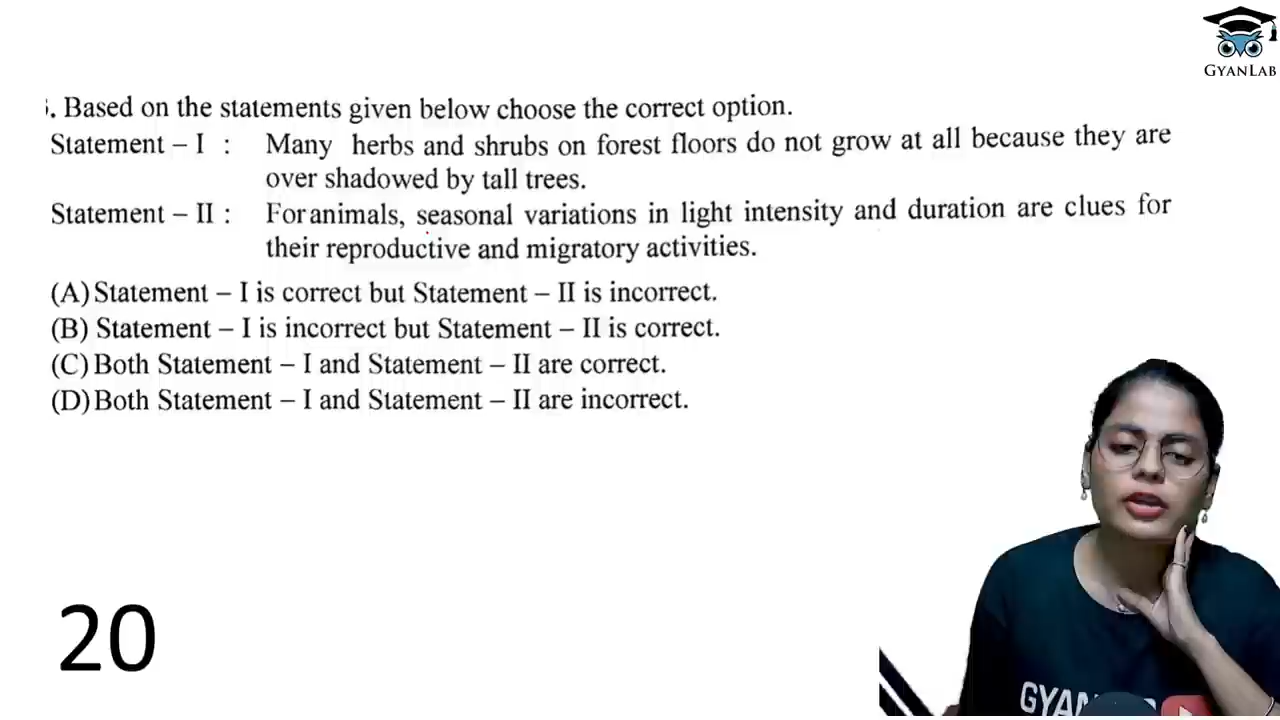 GYANLAB
. Based on the statements given below choose the correct option.
Statement – I : Many herbs and shrubs on forest floors do not grow at all because they are
over shadowed by tall trees.
Statement – II : For animals, seasonal variations in light intensity and duration are clues for
their reproductive and migratory activities.
(A) Statement – I is correct but Statement – II is incorrect.
(B) Statement – I is incorrect but Statement – II is correct.
(C) Both Statement – I and Statement – II are correct.
(D) Both Statement – I and Statement – II are incorrect.
20